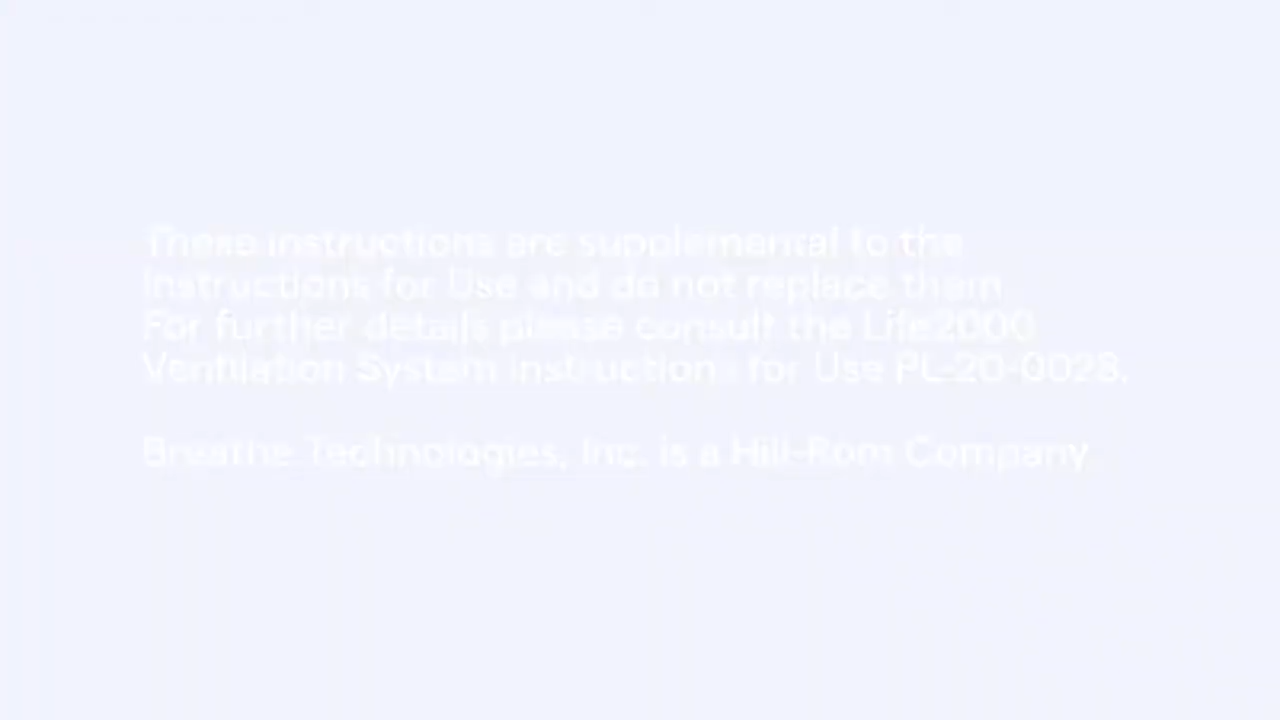 These instructions are supplemental to the
Instructions for Use and do not replace them.
For further details please consult the Life2000
Ventilation System Instructions for Use PL-20-0028.
Breathe Technologies, Inc. is a Hill-Rom Company